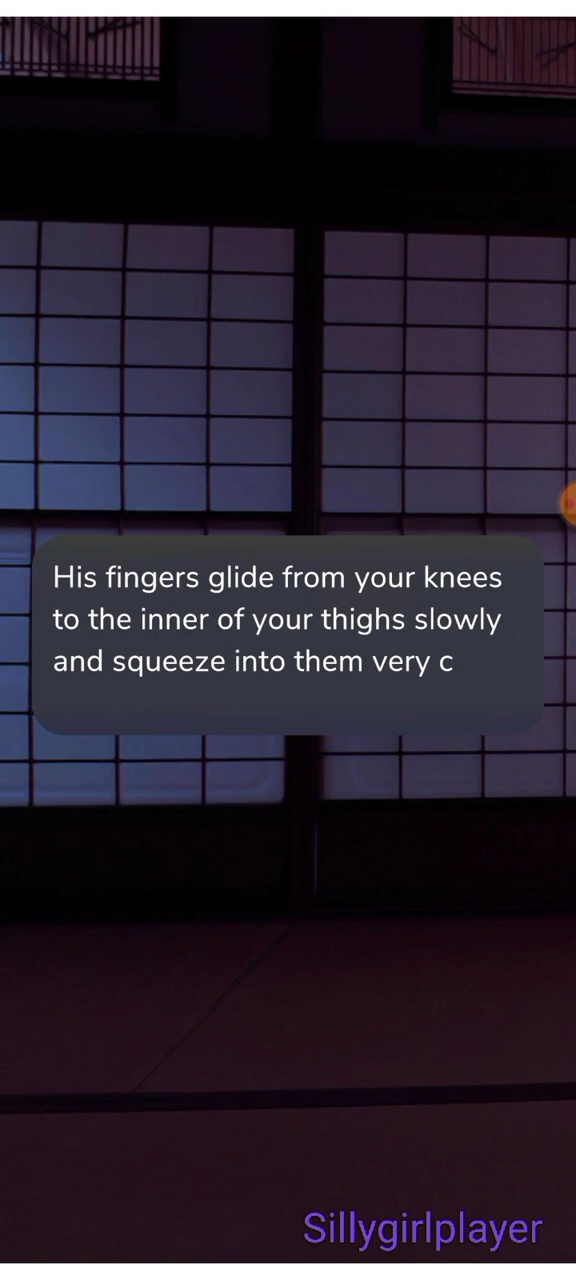 His fingers glide from your knees
to the inner of your thighs slowly
and squeeze into them very c
Sillygirlplayer